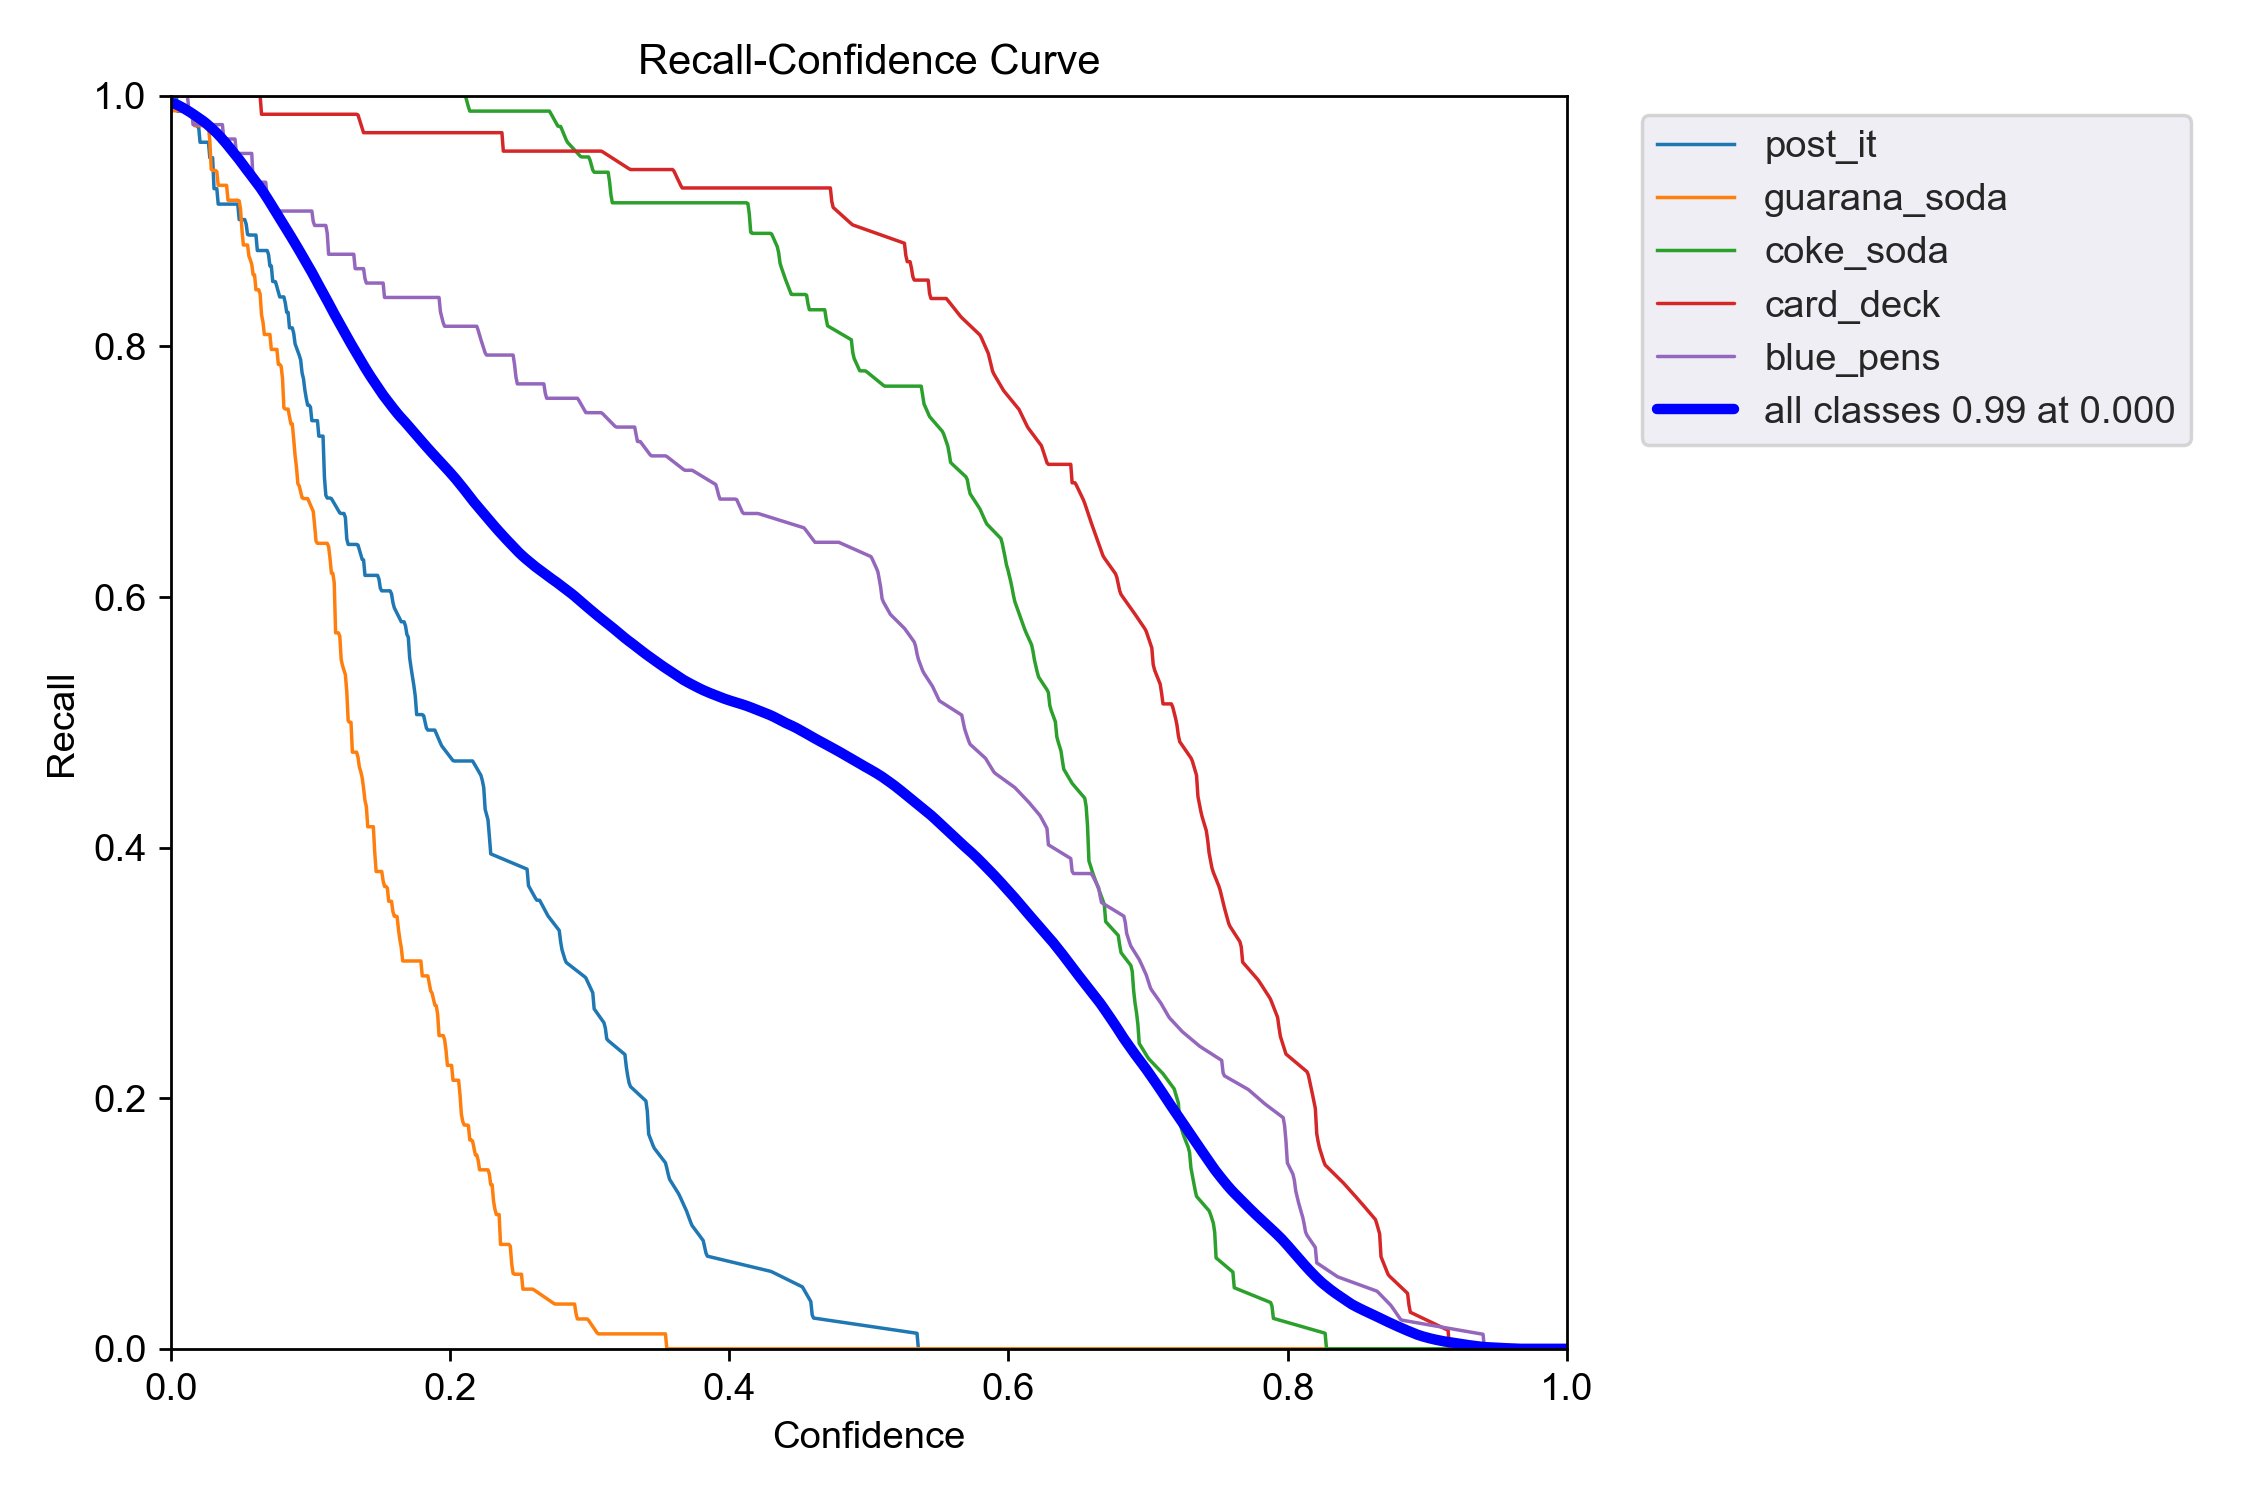 Recall-Confidence Curve
1.0
0.8
0.6
0.4
0.2
0.0
Recall
0.0 0.2 0.4 0.6 0.8 1.0
Confidence
post_it
guarana_soda
coke_soda
card_deck
blue_pens
all classes 0.99 at 0.000